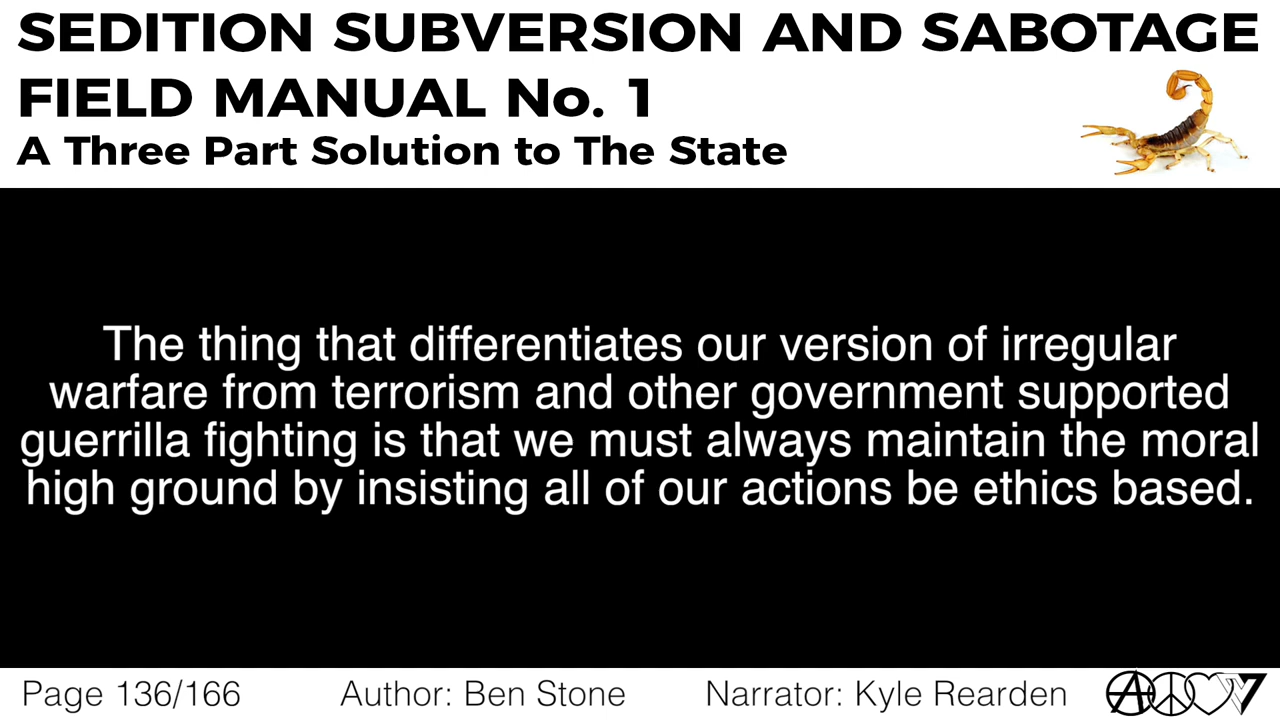 SEDITION SUBVERSION AND SABOTAGE
FIELD MANUAL No. 1
A Three Part Solution to The State
The thing that differentiates our version of irregular
warfare from terrorism and other government supported
guerrilla fighting is that we must always maintain the moral
high ground by insisting all of our actions be ethics based.
Page 136/166 Author: Ben Stone Narrator: Kyle Rearden